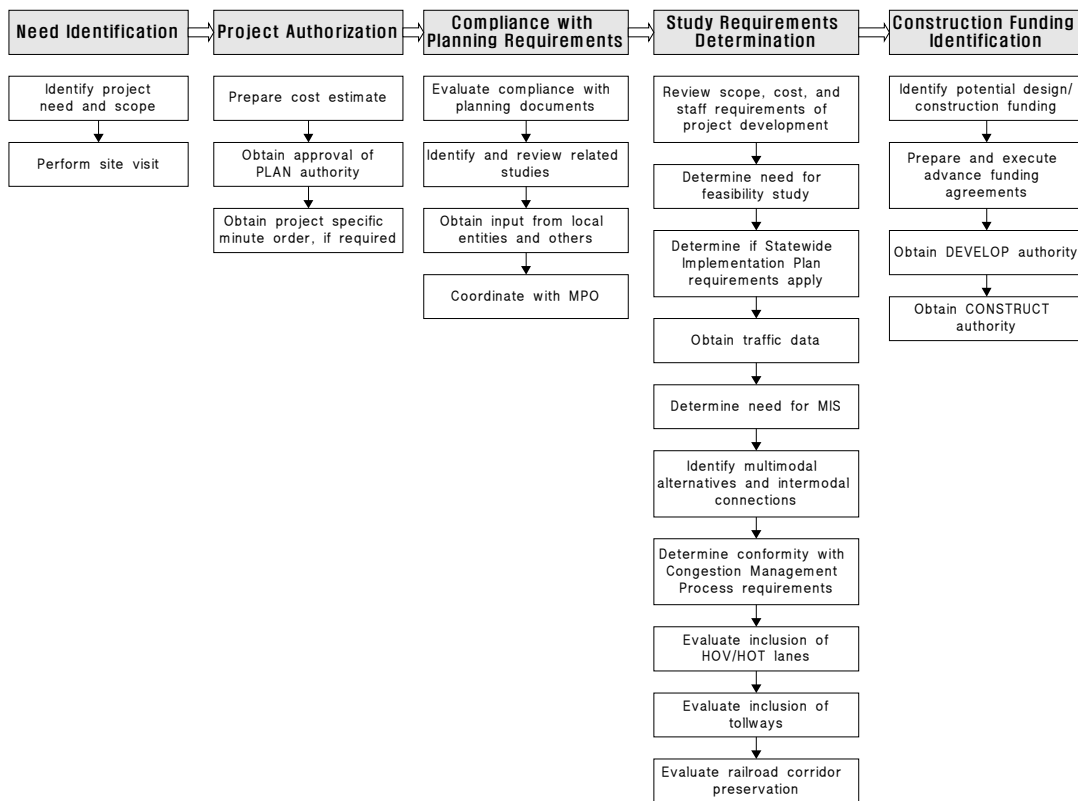 Need Identification
Project Authorization
Compliance with
Planning Requirements
Study Requirements
Determination
Construction Funding
Identification
Identify project
need and scope
Perform site visit
Prepare cost estimate
Obtain approval of
PLAN authority
Obtain project specific
minute order, if required
Evaluate compliance with
planning documents
Identify and review related
studies
Obtain input from local
entities and others
Coordinate with MPO
Review scope, cost, and
staff requirements of
project development
Determine need for
feasibility study
Determine if Statewide
Implementation Plan
requirements apply
Obtain traffic data
Determine need for MIS
Identify multimodal
alternatives and intermodal
connections
Determine conformity with
Congestion Management
Process requirements
Evaluate inclusion of
HOV/HOT lanes
Evaluate inclusion of
tollways
Evaluate railroad corridor
preservation
Identify potential design/
construction funding
Prepare and execute
advance funding
agreements
Obtain DEVELOP authority
Obtain CONSTRUCT
authority